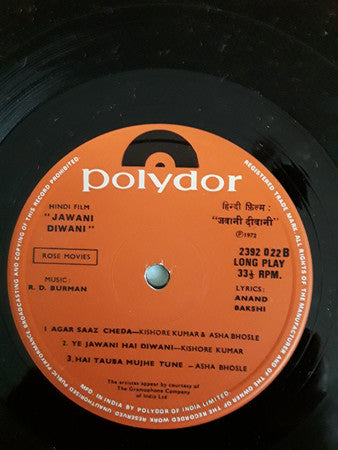 polydor
HINDI FILM
"JAWANI
DIWANI"
हिन्दी फ़िल्म :
"जवानी दीवानी"
℗ 1972
ROSE MOVIES
2392 022 B
LONG PLAY
33⅓ RPM.
MUSIC :
R. D. BURMAN
LYRICS:
ANAND
BAKSHI
1 AGAR SAAZ CHEDA–KISHORE KUMAR & ASHA BHOSLE
2. YE JAWANI HAI DIWANI–KISHORE KUMAR
3. HAI TAUBA MUJHE TUNE – ASHA BHOSLE
The artistes appear by courtesy of
The Gramophone Company
of India Ltd
REGISTERED TRADE MARK. ALL RIGHTS OF THE MANUFACTURER AND OF THE OWNER OF THE RECORDED WORK RESERVED. UNAUTHORISED PUBLIC PERFORMANCE BROADCASTING AND COPYING OF THIS RECORD PROHIBITED.
MFD. IN INDIA BY POLYDOR OF INDIA LIMITED.